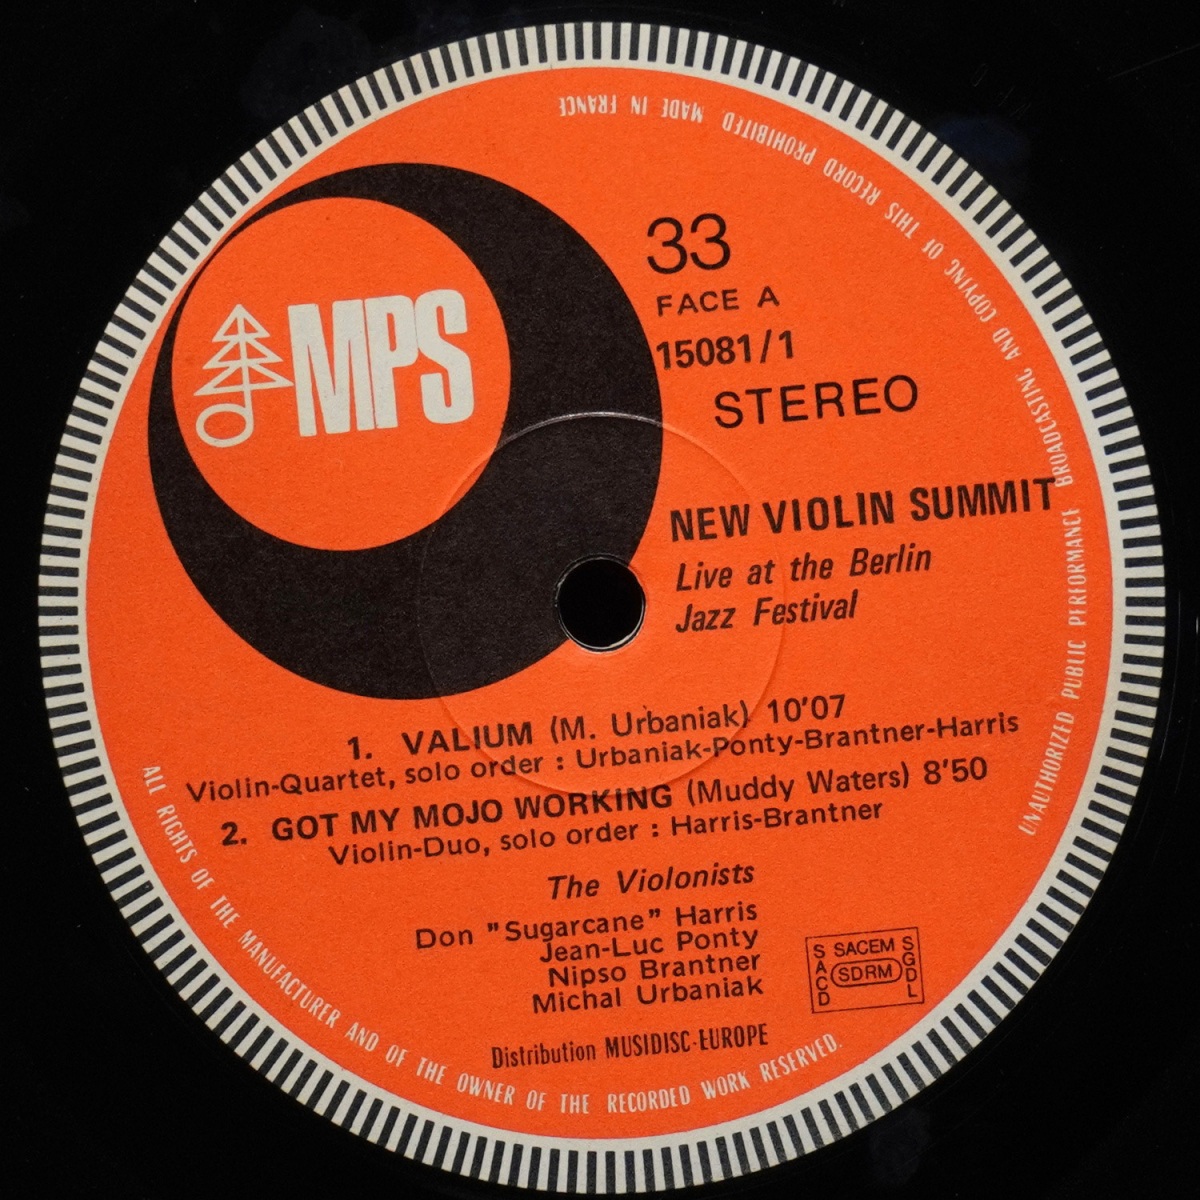 MPS
33
FACE A
15081/1
STEREO
NEW VIOLIN SUMMIT
Live at the Berlin
Jazz Festival
1. VALIUM (M. Urbaniak) 10'07
Violin-Quartet, solo order : Urbaniak-Ponty-Brantner-Harris
2. GOT MY MOJO WORKING (Muddy Waters) 8'50
Violin-Duo, solo order : Harris-Brantner
The Violonists
Don "Sugarcane" Harris
Jean-Luc Ponty
Nipso Brantner
Michal Urbaniak
SACD SACEM SGDL
SDRM
Distribution MUSIDISC-EUROPE
ALL RIGHTS OF THE MANUFACTURER AND OF THE OWNER OF THE RECORDED WORK RESERVED.
UNAUTHORIZED PUBLIC PERFORMANCE BROADCASTING AND COPYING OF THIS RECORD PROHIBITED. MADE IN FRANCE